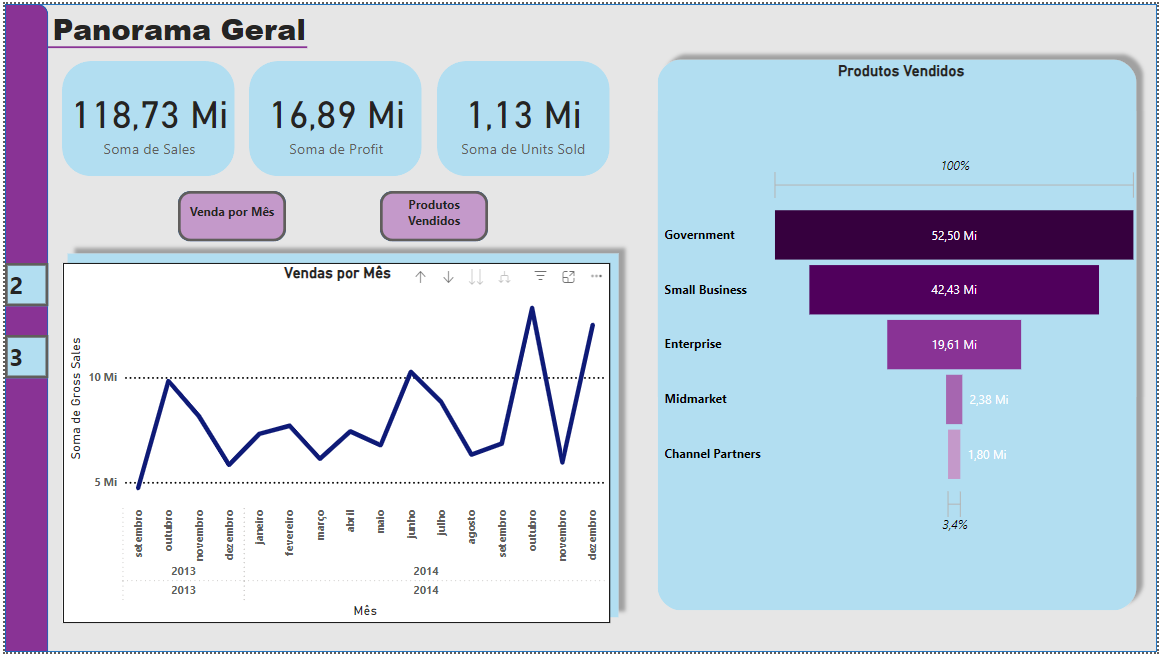 Panorama Geral
118,73 Mi
Soma de Sales
16,89 Mi
Soma de Profit
1,13 Mi
Soma de Units Sold
Venda por Mês
Produtos
Vendidos
2
3
Vendas por Mês
Soma de Gross Sales
10 Mi
5 Mi
setembro
outubro
novembro
dezembro
janeiro
fevereiro
março
abril
maio
junho
julho
agosto
setembro
outubro
novembro
dezembro
2013
2014
2013
2014
Mês
Produtos Vendidos
100%
Government
52,50 Mi
Small Business
42,43 Mi
Enterprise
19,61 Mi
Midmarket
2,38 Mi
Channel Partners
1,80 Mi
3,4%